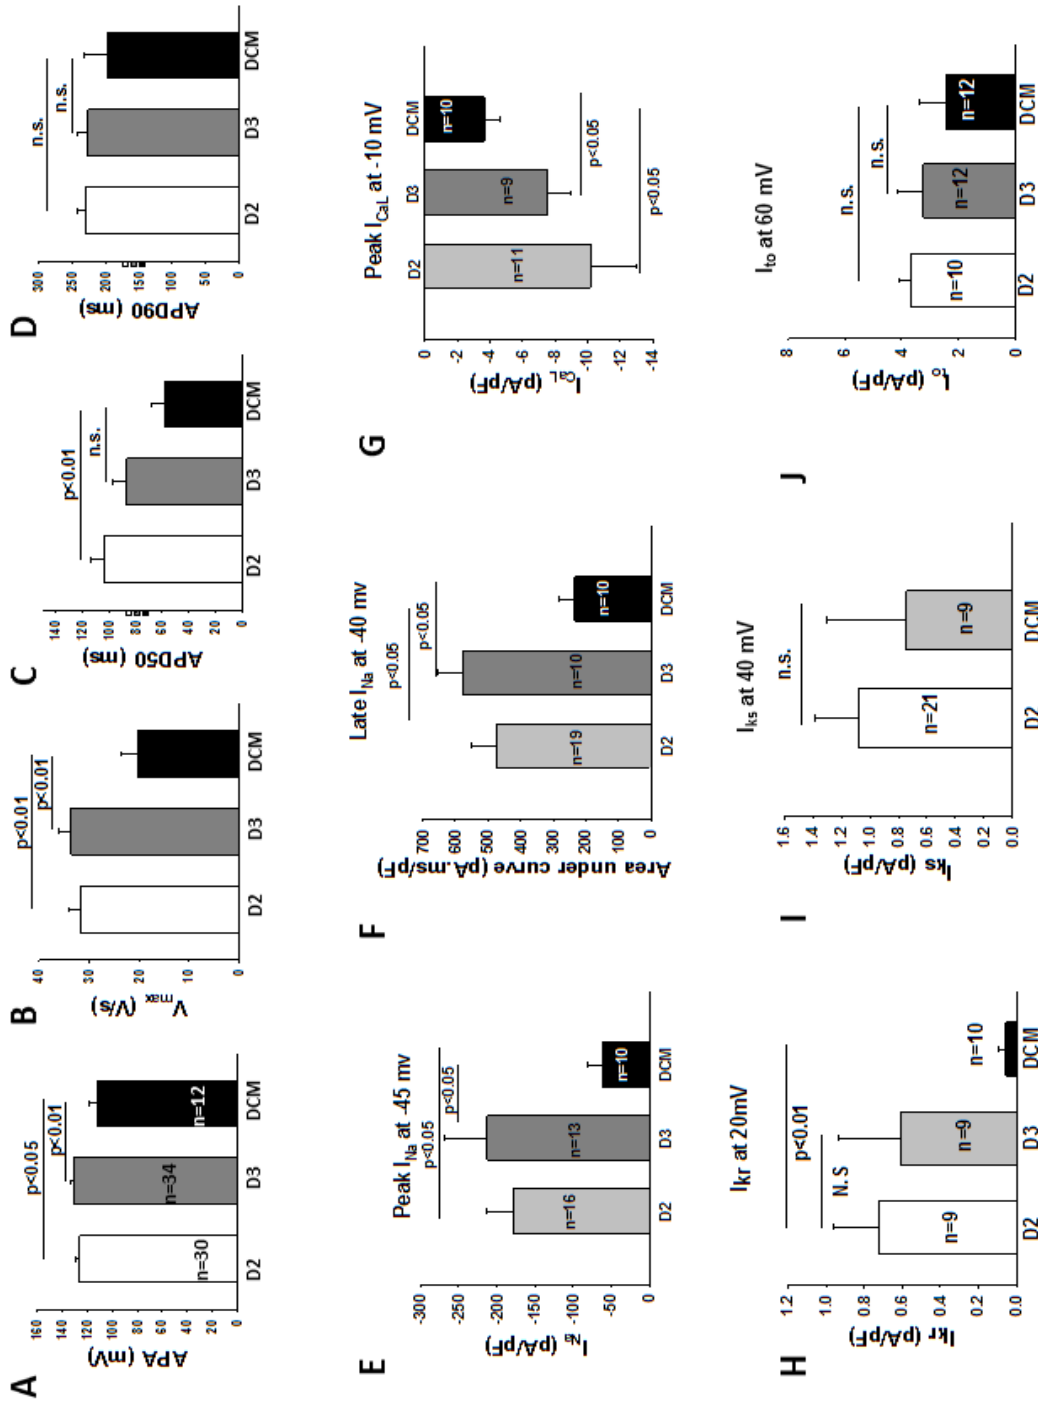 A
APA (mV)
160
140
120
100
80
60
40
20
0
p<0.05
p<0.01
n=30
n=34
n=12
D2
D3
DCM
B
Vmax (V/s)
40
30
20
10
0
p<0.01
p<0.01
D2
D3
DCM
C
APD50 (ms)
140
120
100
80
60
40
20
0
p<0.01
n.s.
D2
D3
DCM
D
APD90 (ms)
300
250
200
150
100
50
0
n.s.
n.s.
D2
D3
DCM
E
Peak INa at -45 mv
INa (pA/pF)
-300
-250
-200
-150
-100
-50
0
p<0.05
p<0.05
n=16
n=13
n=10
D2
D3
DCM
F
Late INa at -40 mv
Area under curve (pA.ms/pF)
700
600
500
400
300
200
100
0
p<0.05
p<0.05
n=19
n=10
n=10
D2
D3
DCM
G
Peak ICaL at -10 mV
ICaL (pA/pF)
D2
D3
DCM
0
-2
-4
-6
-8
-10
-12
-14
n=11
n=9
n=10
p<0.05
p<0.05
H
Ikr at 20mV
Ikr (pA/pF)
1.2
1.0
0.8
0.6
0.4
0.2
0.0
p<0.01
N.S
n=9
n=9
n=10
D2
D3
DCM
I
Iks at 40 mV
Iks (pA/pF)
1.6
1.4
1.2
1.0
0.8
0.6
0.4
0.2
0.0
n.s.
n=21
n=9
D2
DCM
J
Ito at 60 mV
Ito (pA/pF)
8
6
4
2
0
n.s.
n.s.
n=10
n=12
n=12
D2
D3
DCM